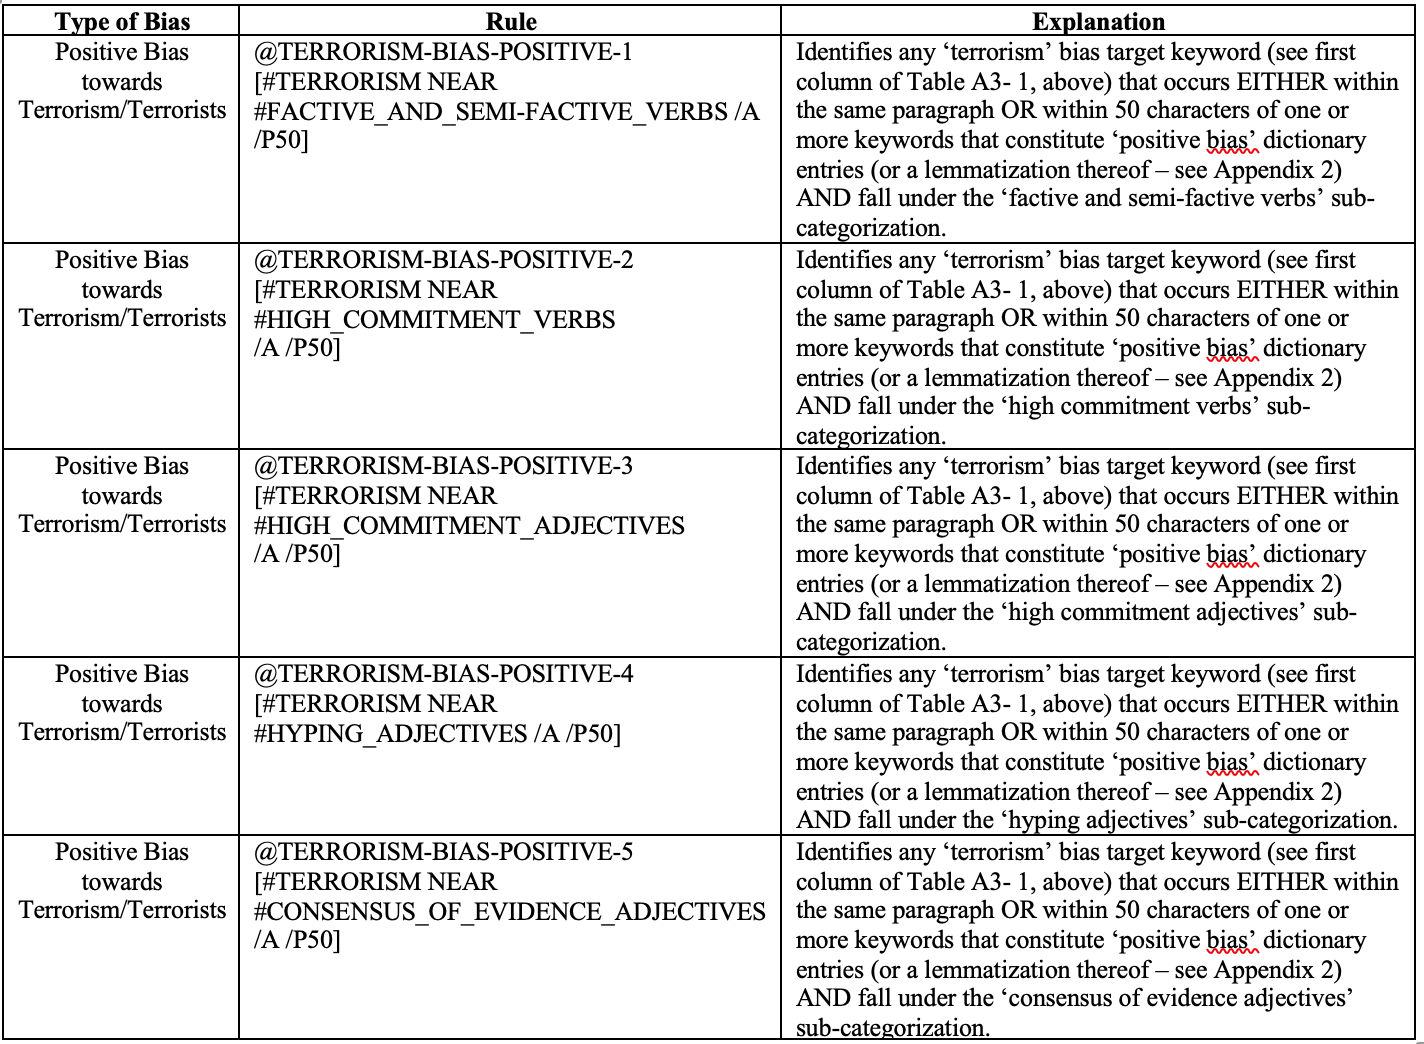 Type of Bias
Rule
Explanation
Positive Bias
towards
Terrorism/Terrorists
@TERRORISM-BIAS-POSITIVE-1
[#TERRORISM NEAR
#FACTIVE_AND_SEMI-FACTIVE_VERBS /A
/P50]
Identifies any ‘terrorism’ bias target keyword (see first
column of Table A3- 1, above) that occurs EITHER within
the same paragraph OR within 50 characters of one or
more keywords that constitute ‘positive bias’ dictionary
entries (or a lemmatization thereof – see Appendix 2)
AND fall under the ‘factive and semi-factive verbs’ sub-
categorization.
Positive Bias
towards
Terrorism/Terrorists
@TERRORISM-BIAS-POSITIVE-2
[#TERRORISM NEAR
#HIGH_COMMITMENT_VERBS
/A /P50]
Identifies any ‘terrorism’ bias target keyword (see first
column of Table A3- 1, above) that occurs EITHER within
the same paragraph OR within 50 characters of one or
more keywords that constitute ‘positive bias’ dictionary
entries (or a lemmatization thereof – see Appendix 2)
AND fall under the ‘high commitment verbs’ sub-
categorization.
Positive Bias
towards
Terrorism/Terrorists
@TERRORISM-BIAS-POSITIVE-3
[#TERRORISM NEAR
#HIGH_COMMITMENT_ADJECTIVES
/A /P50]
Identifies any ‘terrorism’ bias target keyword (see first
column of Table A3- 1, above) that occurs EITHER within
the same paragraph OR within 50 characters of one or
more keywords that constitute ‘positive bias’ dictionary
entries (or a lemmatization thereof – see Appendix 2)
AND fall under the ‘high commitment adjectives’ sub-
categorization.
Positive Bias
towards
Terrorism/Terrorists
@TERRORISM-BIAS-POSITIVE-4
[#TERRORISM NEAR
#HYPING_ADJECTIVES /A /P50]
Identifies any ‘terrorism’ bias target keyword (see first
column of Table A3- 1, above) that occurs EITHER within
the same paragraph OR within 50 characters of one or
more keywords that constitute ‘positive bias’ dictionary
entries (or a lemmatization thereof – see Appendix 2)
AND fall under the ‘hyping adjectives’ sub-categorization.
Positive Bias
towards
Terrorism/Terrorists
@TERRORISM-BIAS-POSITIVE-5
[#TERRORISM NEAR
#CONSENSUS_OF_EVIDENCE_ADJECTIVES
/A /P50]
Identifies any ‘terrorism’ bias target keyword (see first
column of Table A3- 1, above) that occurs EITHER within
the same paragraph OR within 50 characters of one or
more keywords that constitute ‘positive bias’ dictionary
entries (or a lemmatization thereof – see Appendix 2)
AND fall under the ‘consensus of evidence adjectives’
sub-categorization.